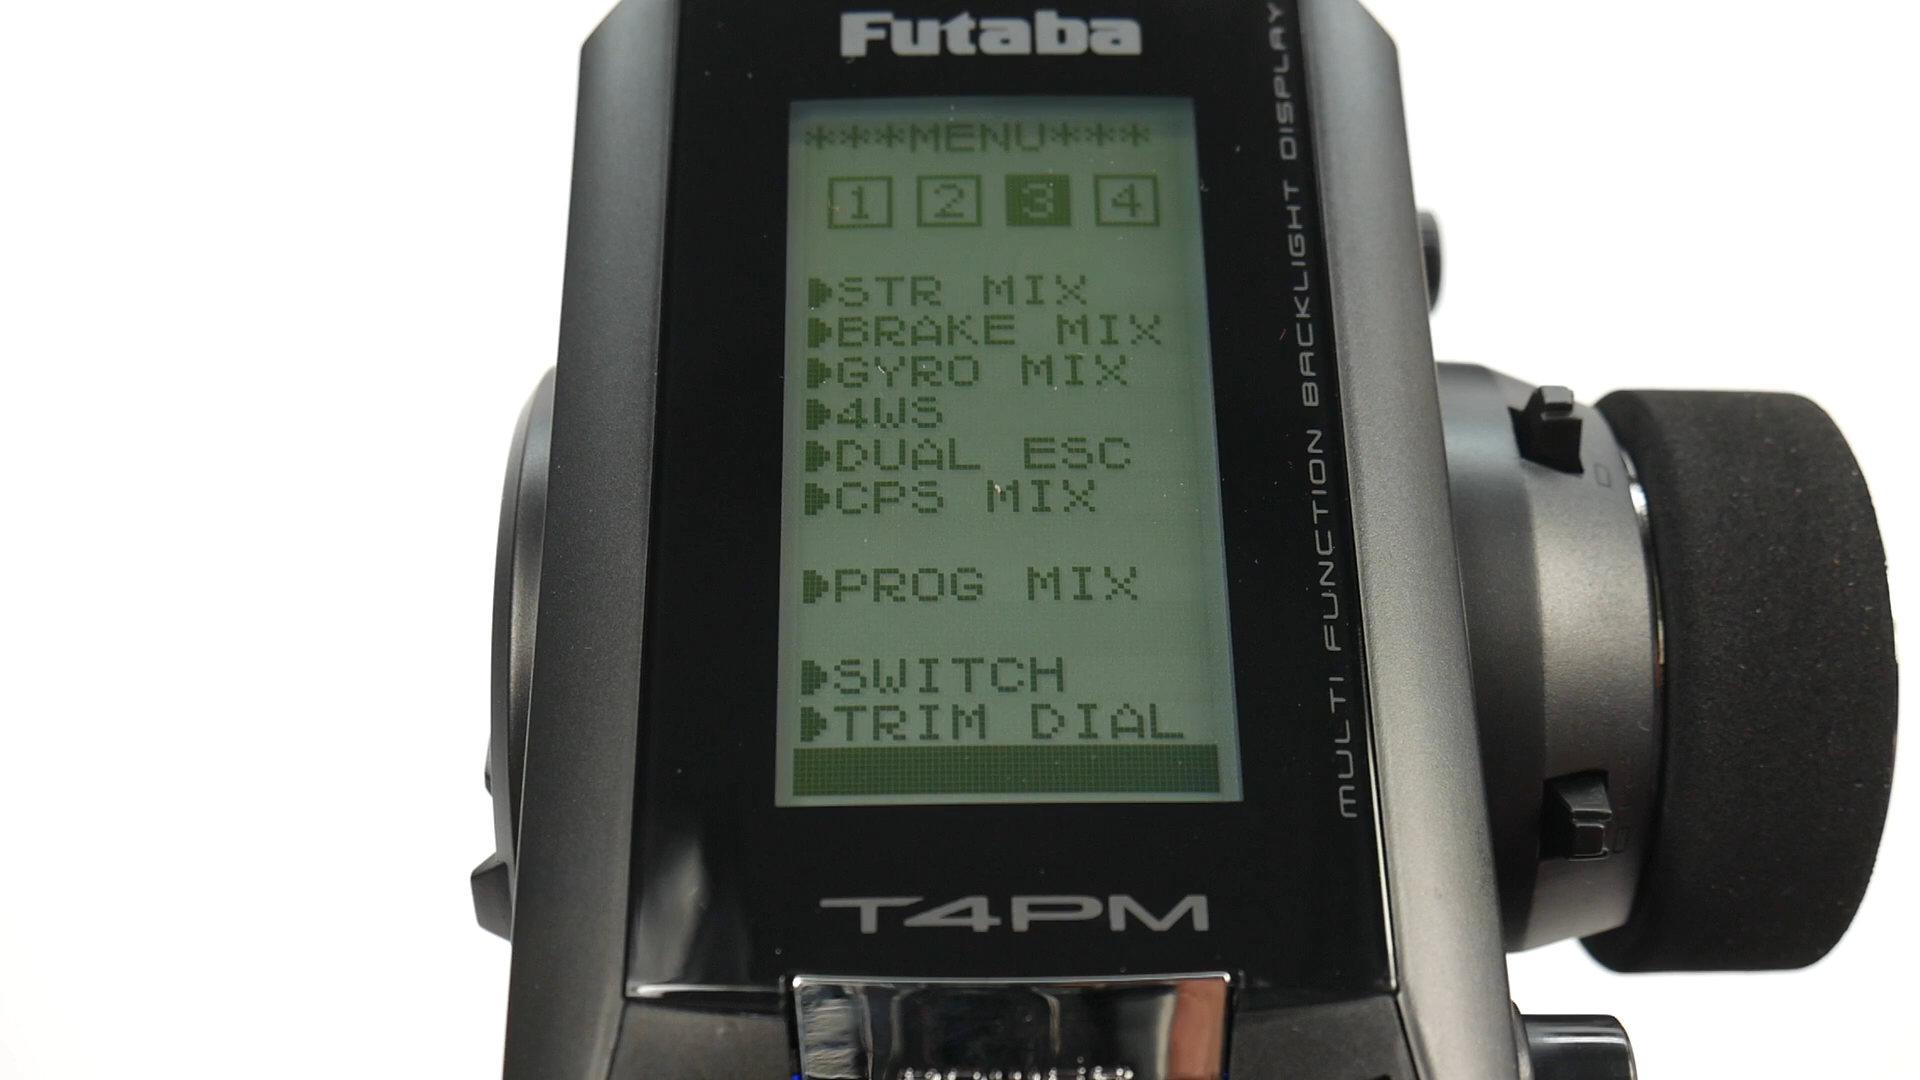 Futaba
***MENU***
1 2 3 4
▶STR MIX
▶BRAKE MIX
▶GYRO MIX
▶4WS
▶DUAL ESC
▶CPS MIX
▶PROG MIX
▶SWITCH
▶TRIM DIAL
T4PM
MULTI FUNCTION BACKLIGHT DISPLAY